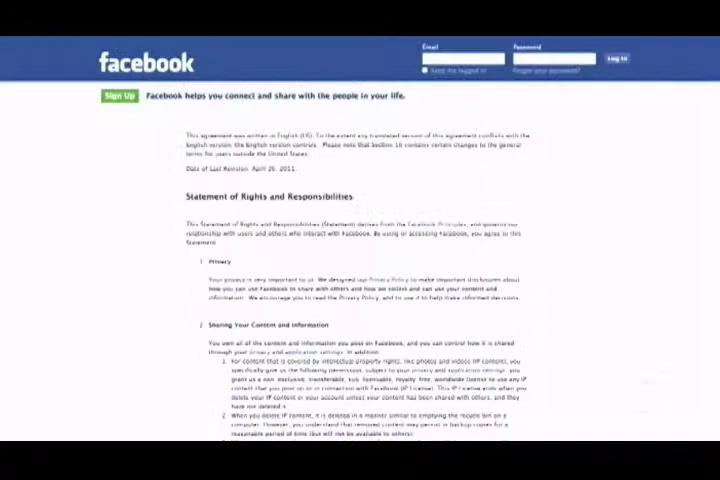 facebook
Email
Password
Log In
Keep me logged in
Forgot your password?
Sign Up
Facebook helps you connect and share with the people in your life.
This agreement was written in English (US). To the extent any translated version of this agreement conflicts with the
English version, the English version controls. Please note that Section 16 contains certain changes to the general
terms for users outside the United States.
Date of Last Revision: April 26, 2011.
Statement of Rights and Responsibilities
This Statement of Rights and Responsibilities (Statement) derives from the Facebook Principles, and governs our
relationship with users and others who interact with Facebook. By using or accessing Facebook, you agree to this
Statement.
1. Privacy
Your privacy is very important to us. We designed our Privacy Policy to make important disclosures about
how you can use Facebook to share with others and how we collect and can use your content and
information. We encourage you to read the Privacy Policy, and to use it to help make informed decisions.
2. Sharing Your Content and Information
You own all of the content and information you post on Facebook, and you can control how it is shared
through your privacy and application settings. In addition:
1. For content that is covered by intellectual property rights, like photos and videos (IP content), you
specifically give us the following permission, subject to your privacy and application settings: you
grant us a non-exclusive, transferable, sub-licensable, royalty-free, worldwide license to use any IP
content that you post on or in connection with Facebook (IP License). This IP License ends when you
delete your IP content or your account unless your content has been shared with others, and they
have not deleted it.
2. When you delete IP content, it is deleted in a manner similar to emptying the recycle bin on a
computer. However, you understand that removed content may persist in backup copies for a
reasonable period of time (but will not be available to others).